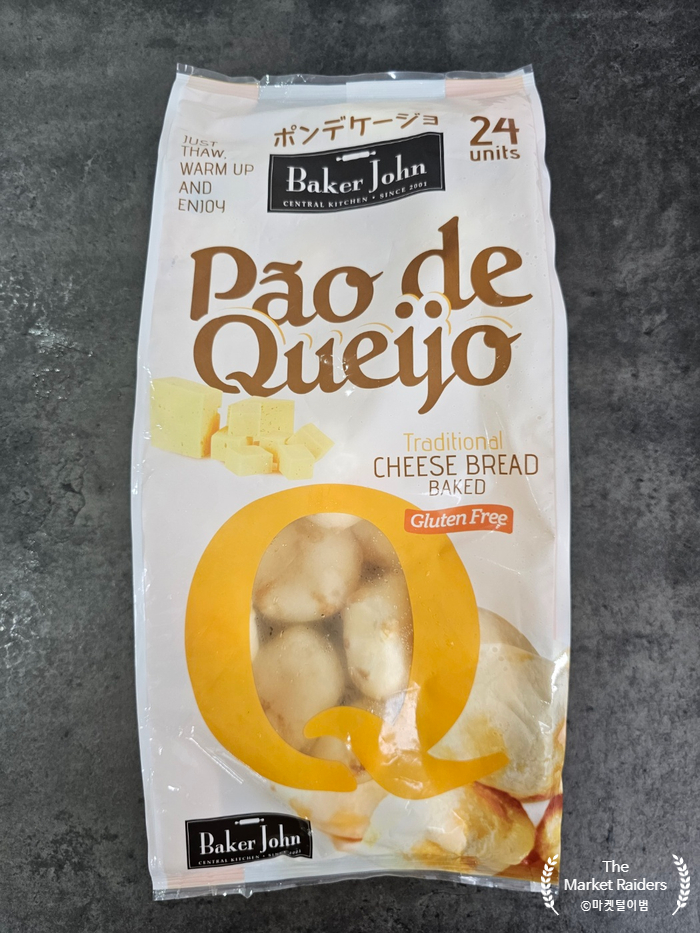 JUST
THAW,
WARM UP
AND
ENJOY
ポンデケージョ
Baker John
CENTRAL KITCHEN • SINCE 2001
24
units
Pão de
Queijo
Traditional
CHEESE BREAD
BAKED
Gluten Free
Baker John
CENTRAL KITCHEN • SINCE 2001
The
Market Raiders
©마켓털이범